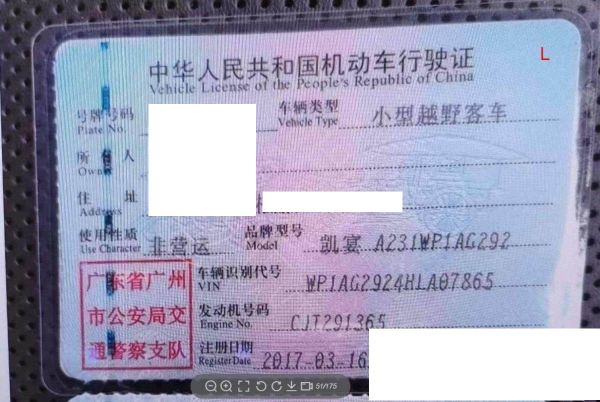 中华人民共和国机动车行驶证
L
Vehicle License of the People's Republic of China
号牌号码
Plate No.
车辆类型
Vehicle Type
小型越野客车
所有人
Owner
住址
Address
使用性质
Use Character
非营运
品牌型号
Model
凯宴 A231WP1AG292
广东省广州
市公安局交
通警察支队
车辆识别代号
VIN
WP1AG2924HLA07865
发动机号码
Engine No.
CJT291365
注册日期
Register Date
2017-03-16
51/175